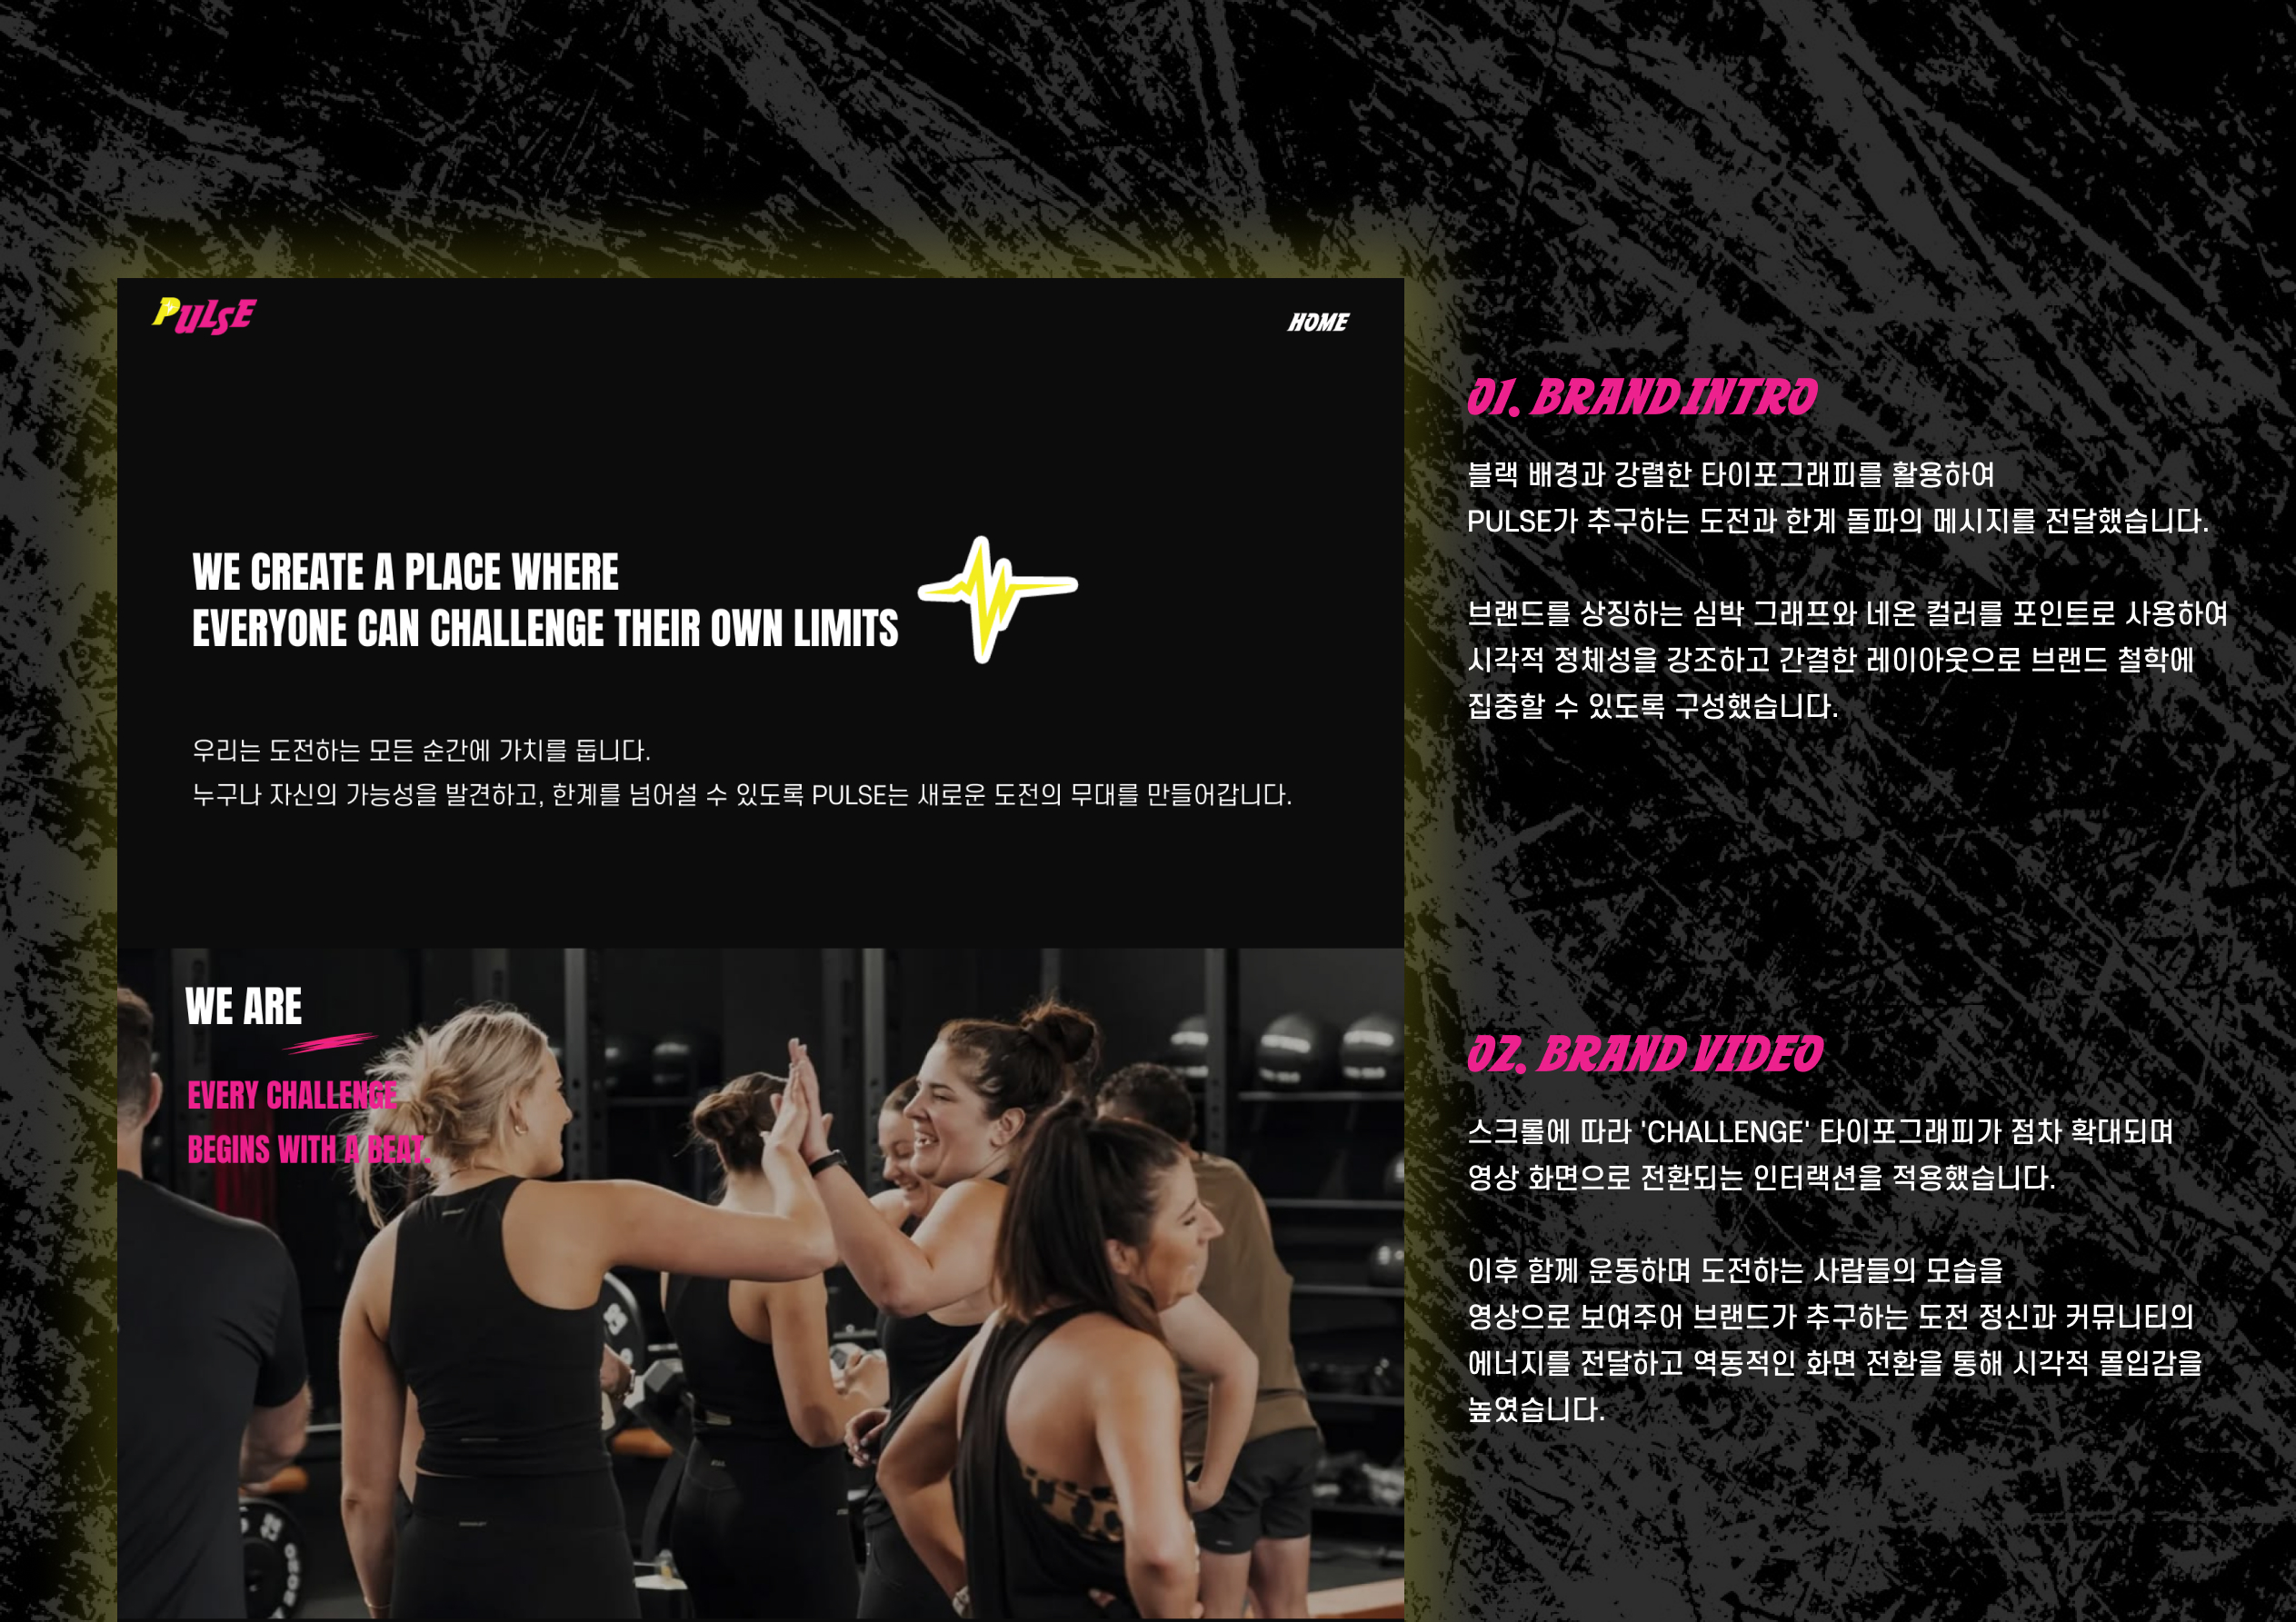 PULSE
HOME
WE CREATE A PLACE WHERE
EVERYONE CAN CHALLENGE THEIR OWN LIMITS
우리는 도전하는 모든 순간에 가치를 둡니다.
누구나 자신의 가능성을 발견하고, 한계를 넘어설 수 있도록 PULSE는 새로운 도전의 무대를 만들어갑니다.
WE ARE
EVERY CHALLENGE
BEGINS WITH A BEAT.
01. BRAND INTRO
블랙 배경과 강렬한 타이포그래피를 활용하여
PULSE가 추구하는 도전과 한계 돌파의 메시지를 전달했습니다.
브랜드를 상징하는 심박 그래프와 네온 컬러를 포인트로 사용하여
시각적 정체성을 강조하고 간결한 레이아웃으로 브랜드 철학에
집중할 수 있도록 구성했습니다.
02. BRAND VIDEO
스크롤에 따라 'CHALLENGE' 타이포그래피가 점차 확대되며
영상 화면으로 전환되는 인터랙션을 적용했습니다.
이후 함께 운동하며 도전하는 사람들의 모습을
영상으로 보여주어 브랜드가 추구하는 도전 정신과 커뮤니티의
에너지를 전달하고 역동적인 화면 전환을 통해 시각적 몰입감을
높였습니다.